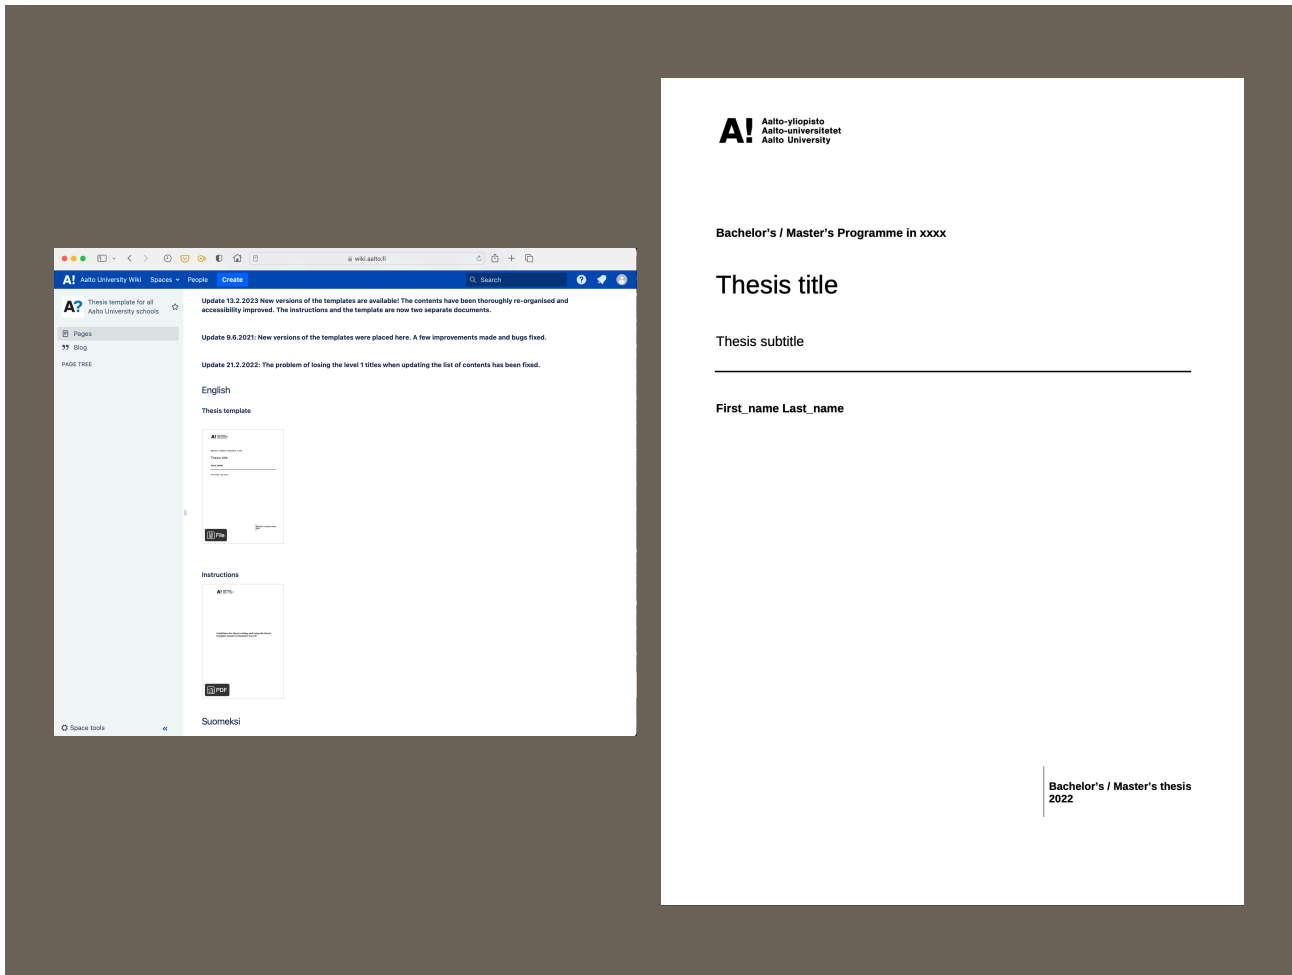 wiki.aalto.fi
A! Aalto University Wiki Spaces People Create Search
Thesis template for all
Aalto University schools
Pages
Blog
PAGE TREE
Space tools
Update 13.2.2023 New versions of the templates are available! The contents have been thoroughly re-organised and
accessibility improved. The instructions and the template are now two separate documents.
Update 9.6.2021: New versions of the templates were placed here. A few improvements made and bugs fixed.
Update 21.2.2022: The problem of losing the level 1 titles when updating the list of contents has been fixed.
English
Thesis template
A!
Thesis title
File
Instructions
A!
PDF
Suomeksi
A! Aalto-yliopisto
Aalto-universitetet
Aalto University
Bachelor's / Master's Programme in xxxx
Thesis title
Thesis subtitle
First_name Last_name
Bachelor's / Master's thesis
2022